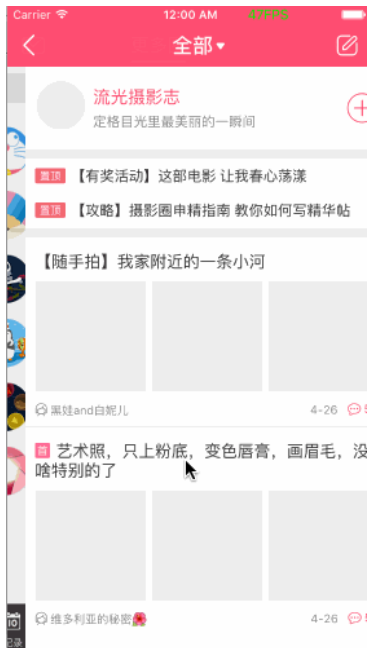 Carrier 12:00 AM 47FPS
全部
流光摄影志
定格目光里最美丽的一瞬间
置顶 【有奖活动】这部电影 让我春心荡漾
置顶 【攻略】摄影圈申精指南 教你如何写精华帖
【随手拍】我家附近的一条小河
黑娃and白妮儿 4-26
首 艺术照，只上粉底，变色唇膏，画眉毛，没
啥特别的了
维多利亚的秘密 4-26
10
记录